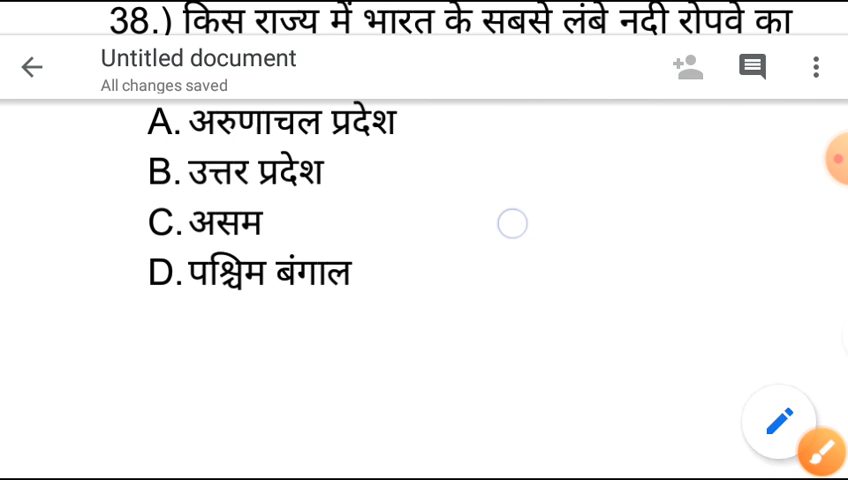 38.) किस राज्य में भारत के सबसे लंबे नदी रोपवे का
Untitled document
All changes saved
A. अरुणाचल प्रदेश
B. उत्तर प्रदेश
C. असम
D. पश्चिम बंगाल